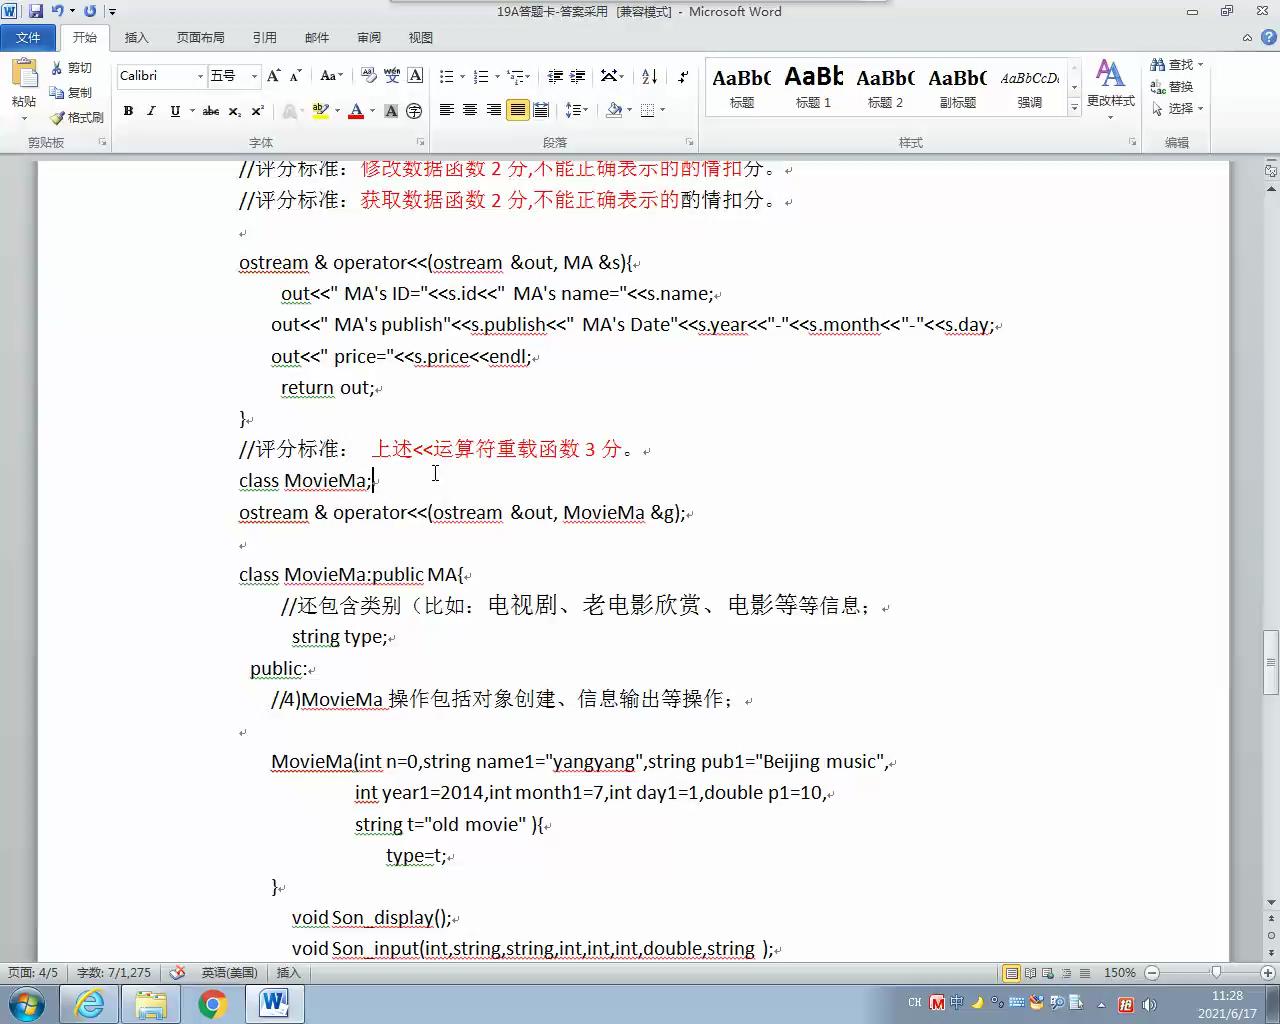 19A答题卡-答案采用 [兼容模式] - Microsoft Word
文件 开始 插入 页面布局 引用 邮件 审阅 视图
粘贴 剪切 复制 格式刷
Calibri 五号
AaBbC AaBb AaBbC AaBbC AaBbCcD
标题 标题 1 标题 2 副标题 强调
更改样式
查找 替换 选择
剪贴板 字体 段落 样式 编辑
//评分标准：修改数据函数 2 分,不能正确表示的酌情扣分。
//评分标准：获取数据函数 2 分,不能正确表示的酌情扣分。
ostream & operator<<(ostream &out, MA &s){
out<<" MA's ID="<<s.id<<" MA's name="<<s.name;
out<<" MA's publish"<<s.publish<<" MA's Date"<<s.year<<"-"<<s.month<<"-"<<s.day;
out<<" price="<<s.price<<endl;
return out;
}
//评分标准： 上述<<运算符重载函数 3 分。
class MovieMa;
ostream & operator<<(ostream &out, MovieMa &g);
class MovieMa:public MA{
//还包含类别（比如：电视剧、老电影欣赏、电影等等信息；
string type;
public:
//4)MovieMa 操作包括对象创建、信息输出等操作；
MovieMa(int n=0,string name1="yangyang",string pub1="Beijing music",
int year1=2014,int month1=7,int day1=1,double p1=10,
string t="old movie" ){
type=t;
}
void Son_display();
void Son_input(int,string,string,int,int,int,double,string );
页面: 4/5 字数: 7/1,275 英语(美国) 插入 150%
CH 中 11:28
2021/6/17